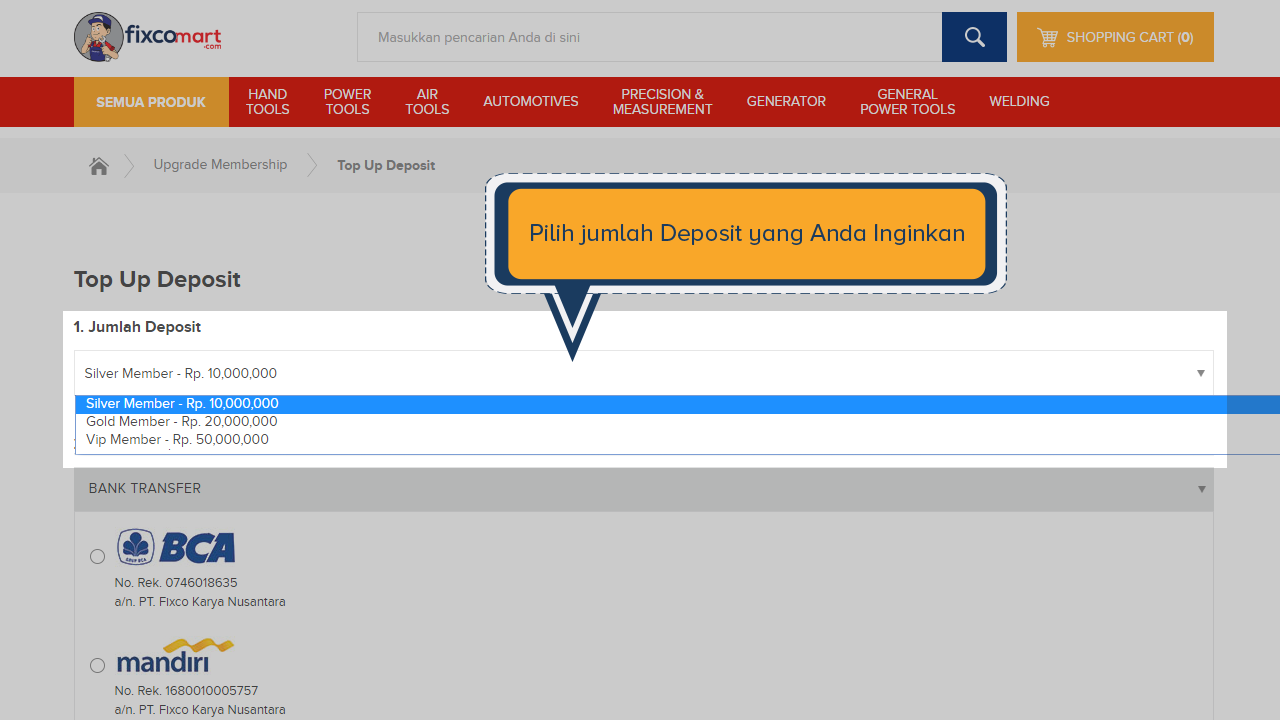 fixcomart
.com
Masukkan pencarian Anda di sini
SHOPPING CART (0)
SEMUA PRODUK
HAND
TOOLS
POWER
TOOLS
AIR
TOOLS
AUTOMOTIVES
PRECISION &
MEASUREMENT
GENERATOR
GENERAL
POWER TOOLS
WELDING
Upgrade Membership
Top Up Deposit
Pilih jumlah Deposit yang Anda Inginkan
Top Up Deposit
1. Jumlah Deposit
Silver Member - Rp. 10,000,000
Silver Member - Rp. 10,000,000
Gold Member - Rp. 20,000,000
Vip Member - Rp. 50,000,000
BANK TRANSFER
BCA
No. Rek. 0746018635
a/n. PT. Fixco Karya Nusantara
mandiri
No. Rek. 1680010005757
a/n. PT. Fixco Karya Nusantara